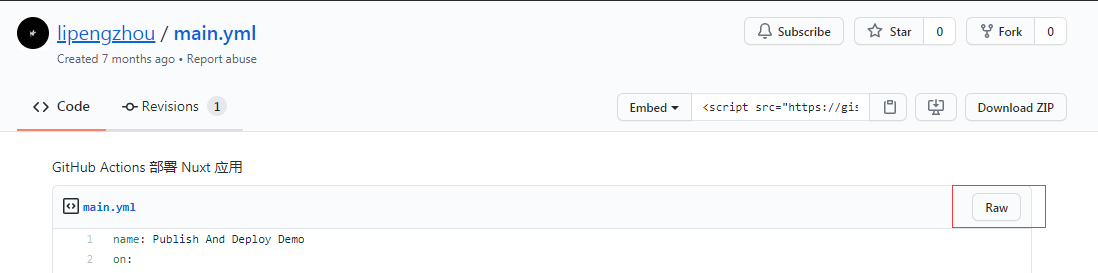 lipengzhou / main.yml
Subscribe
Star 0
Fork 0
Created 7 months ago • Report abuse
Code
Revisions 1
Embed
<script src="https://gis
Download ZIP
GitHub Actions 部署 Nuxt 应用
main.yml
Raw
1 name: Publish And Deploy Demo
2 on: